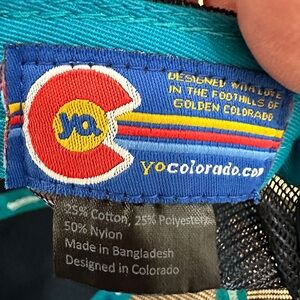 DESIGNED WITH LOVE
IN THE FOOTHILLS OF
GOLDEN COLORADO
yo
yocolorado.com
25% Cotton, 25% Polyester
50% Nylon
Made in Bangladesh
Designed in Colorado